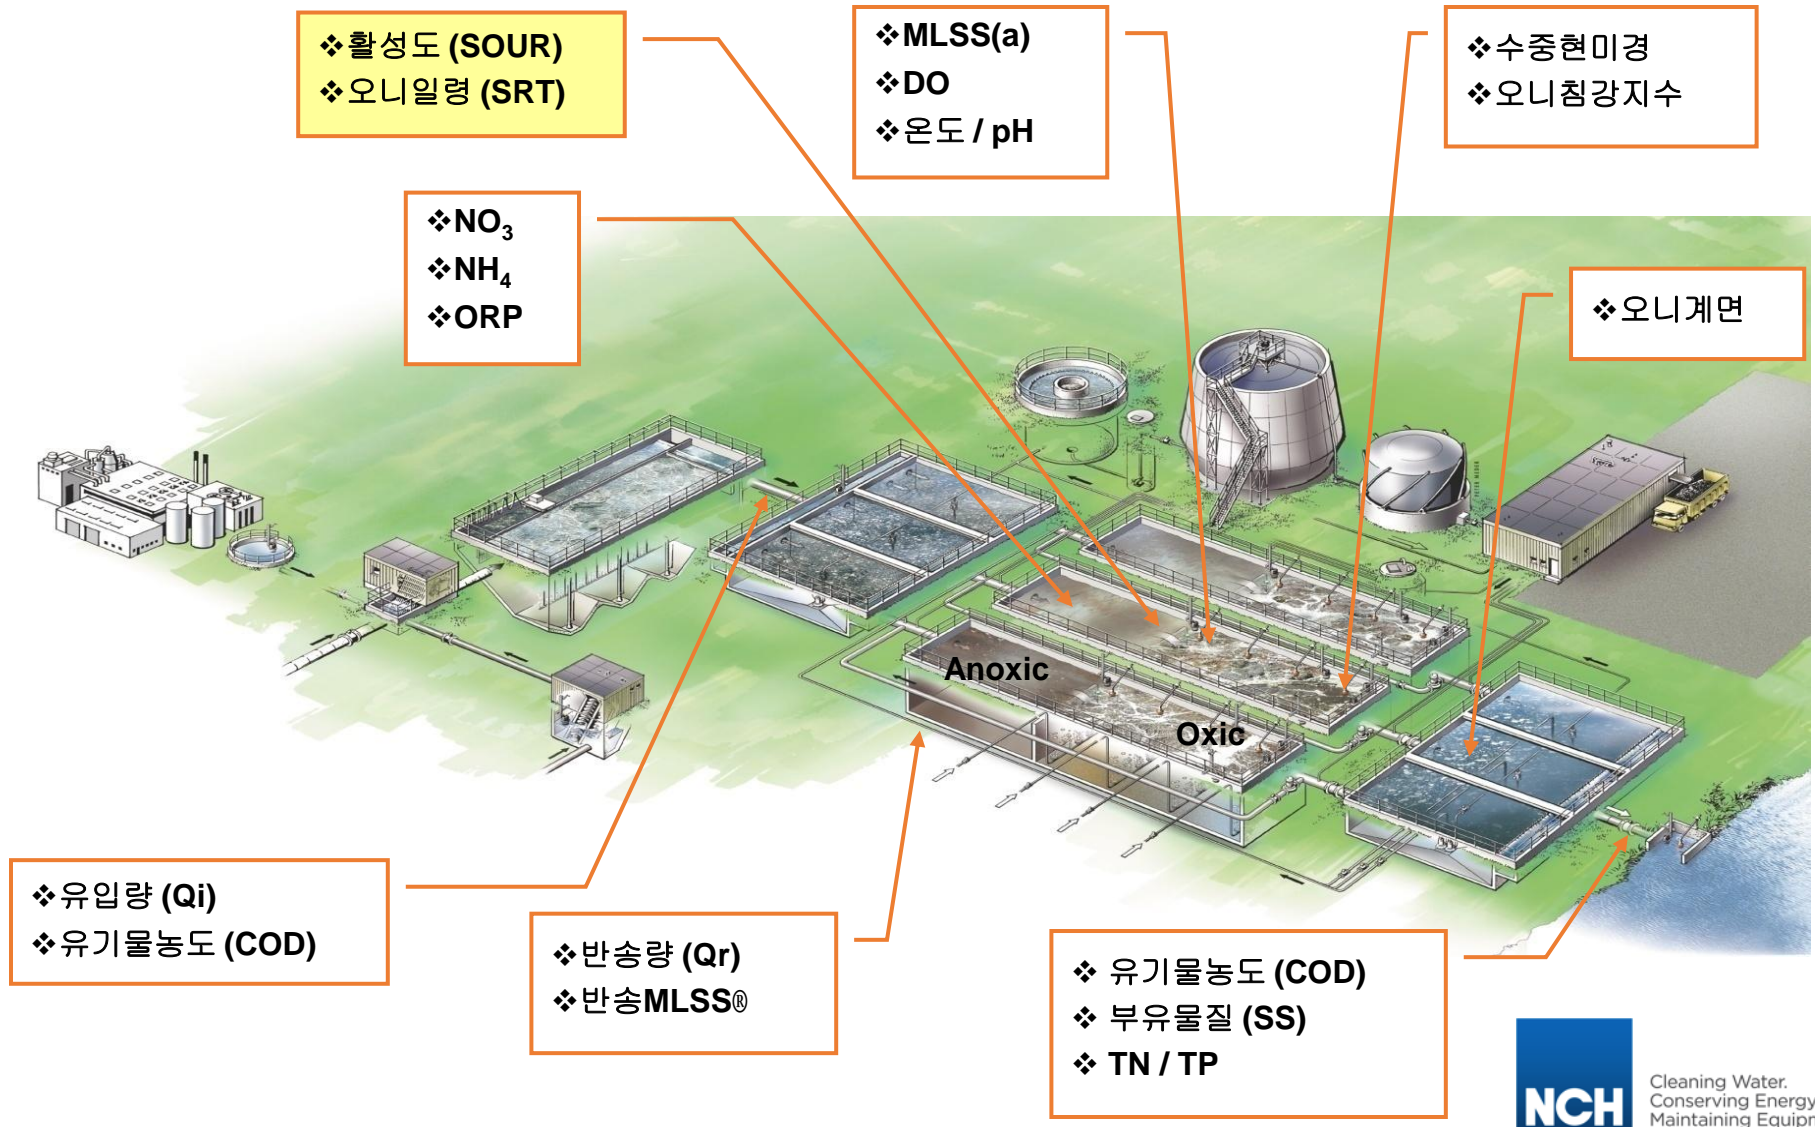 ❖활성도 (SOUR)
❖오니일령 (SRT)
❖MLSS(a)
❖DO
❖온도 / pH
❖수중현미경
❖오니침강지수
❖NO₃
❖NH₄
❖ORP
❖오니계면
Anoxic
Oxic
❖유입량 (Qi)
❖유기물농도 (COD)
❖반송량 (Qr)
❖반송MLSS®
❖ 유기물농도 (COD)
❖ 부유물질 (SS)
❖ TN / TP
NCH
Cleaning Water.
Conserving Energy
Maintaining